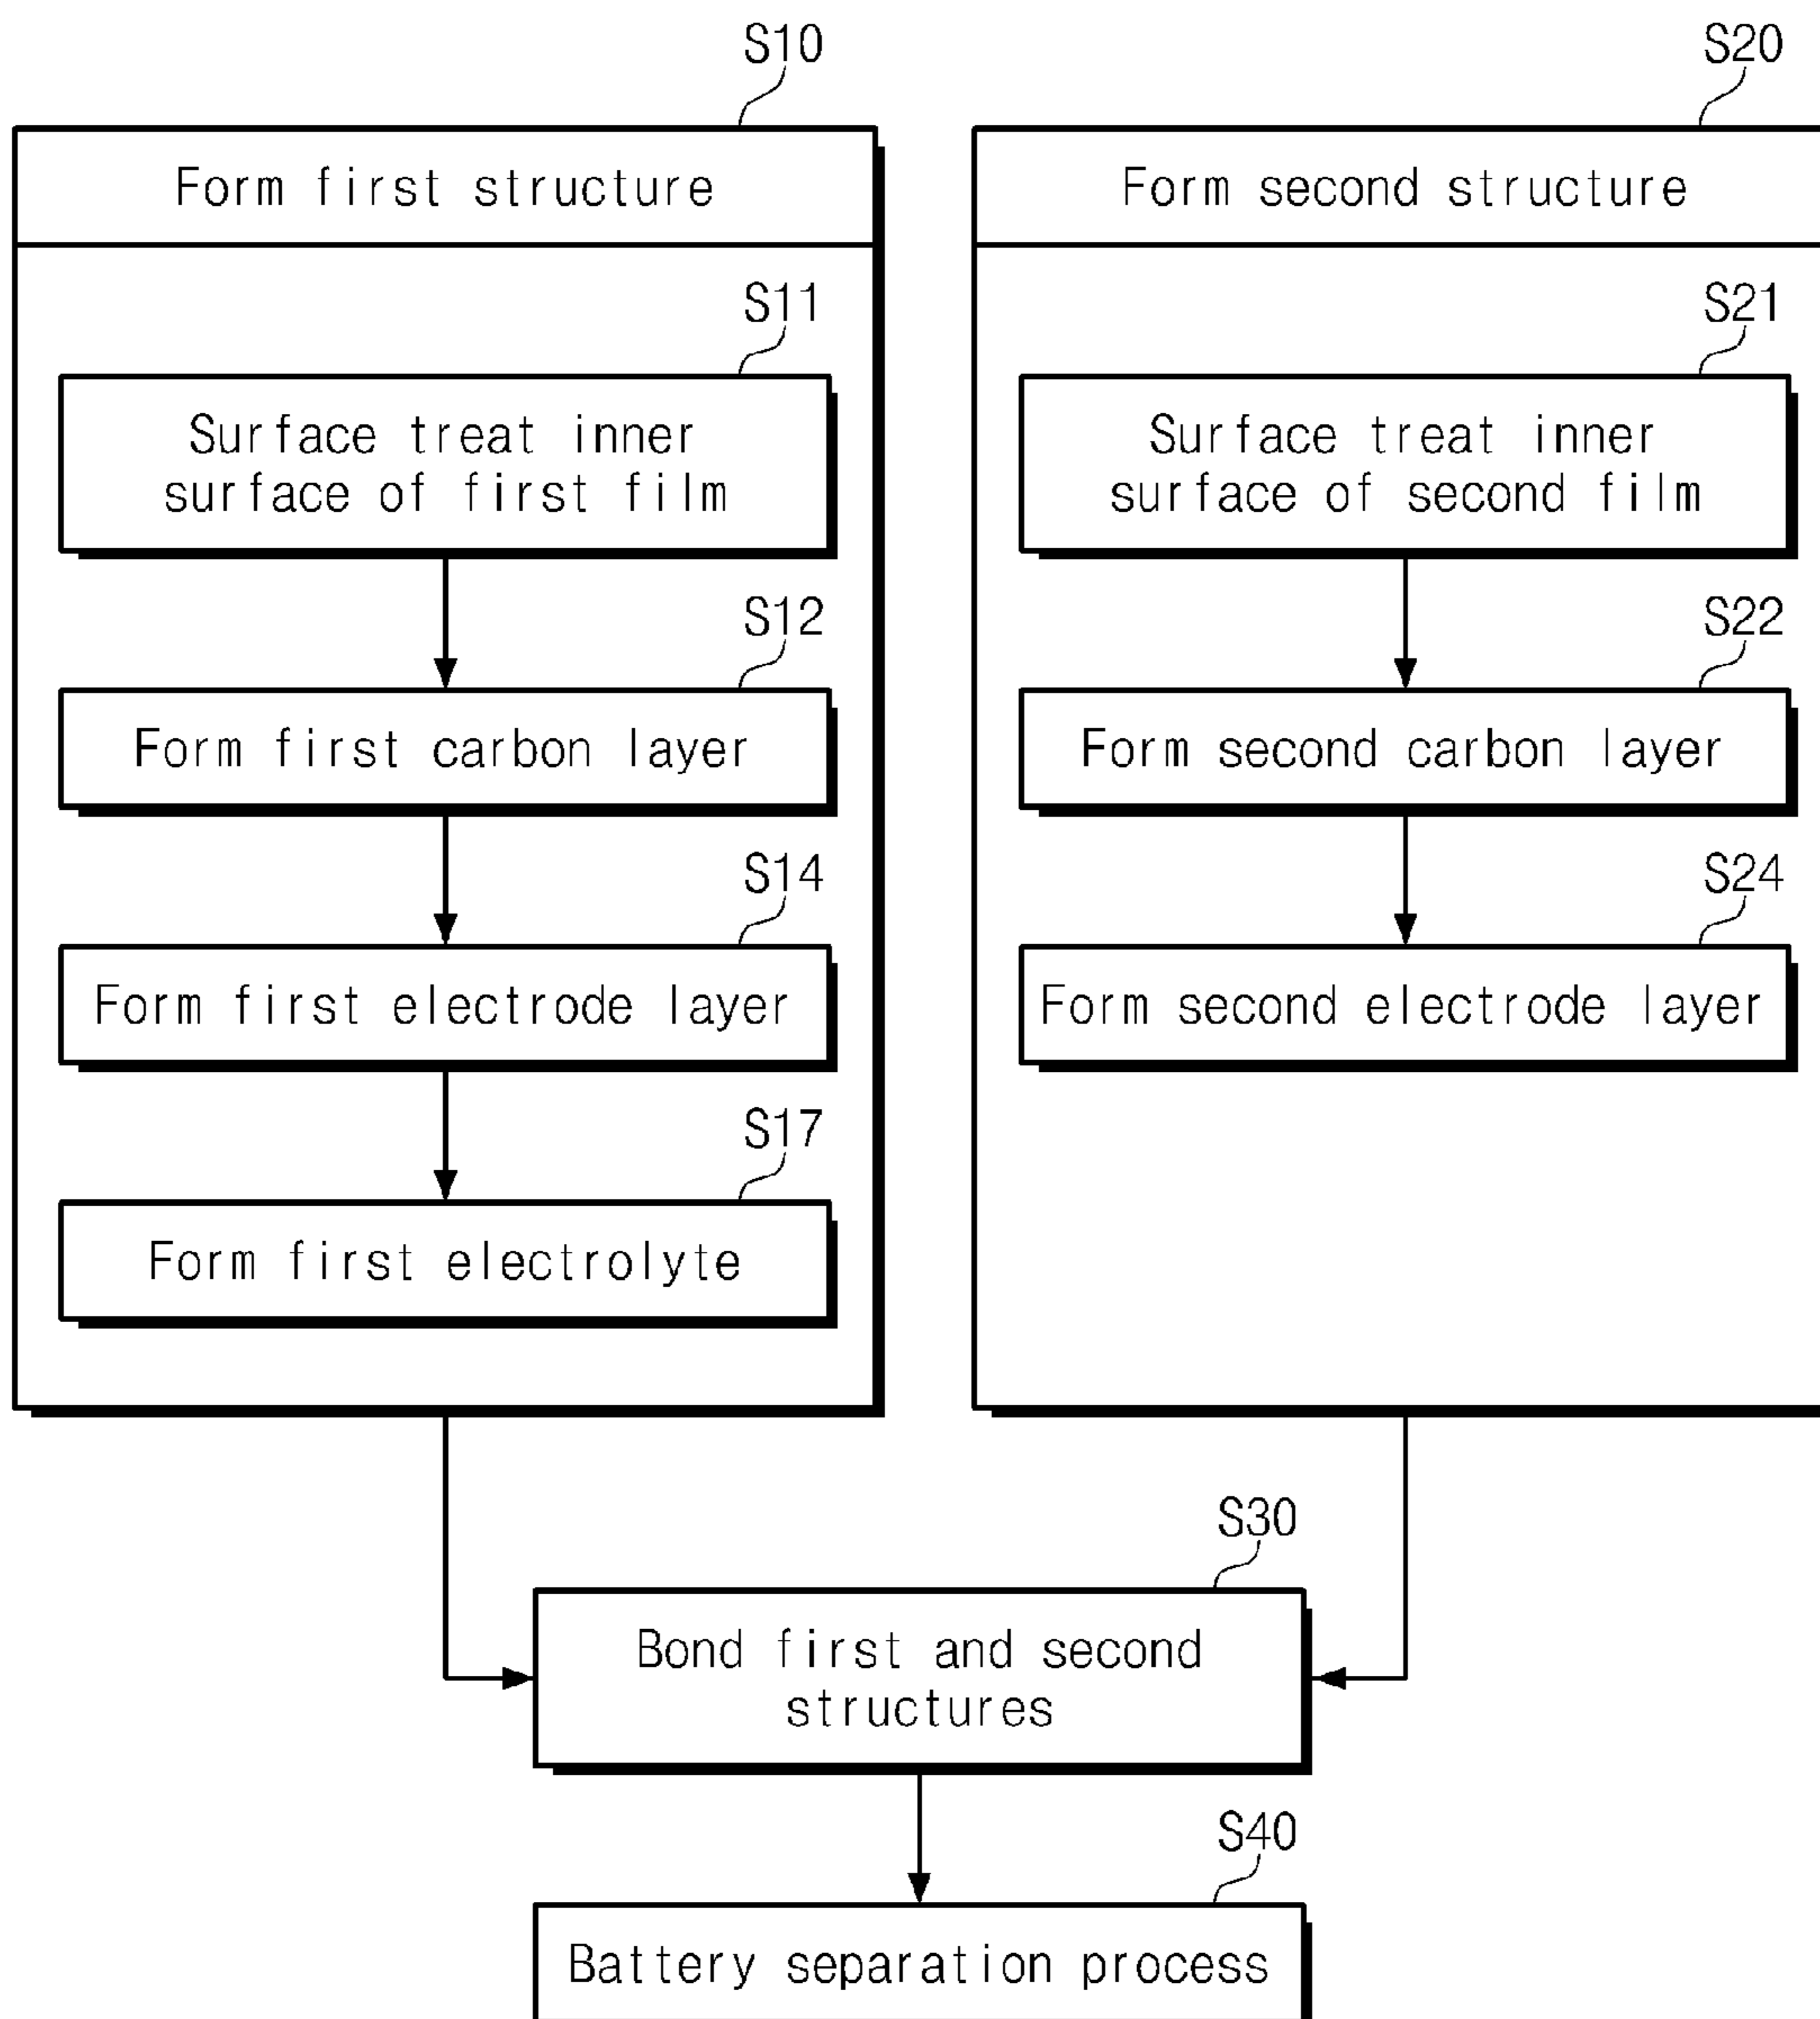 S10
Form first structure
S11
Surface treat inner
surface of first film
S12
Form first carbon layer
S14
Form first electrode layer
S17
Form first electrolyte
S20
Form second structure
S21
Surface treat inner
surface of second film
S22
Form second carbon layer
S24
Form second electrode layer
S30
Bond first and second
structures
S40
Battery separation process